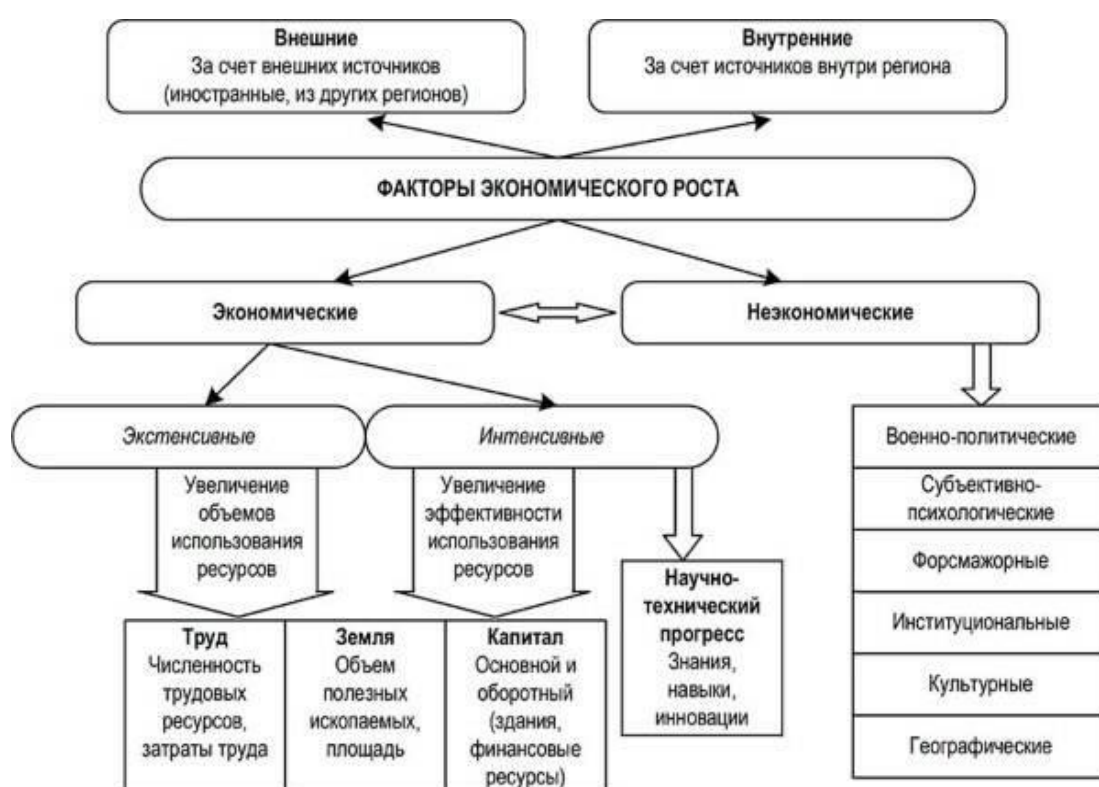 Внешние
За счет внешних источников
(иностранные, из других регионов)
Внутренние
За счет источников внутри региона
ФАКТОРЫ ЭКОНОМИЧЕСКОГО РОСТА
Экономические
Неэкономические
Экстенсивные
Интенсивные
Увеличение
объемов
использования
ресурсов
Увеличение
эффективности
использования
ресурсов
Труд
Численность
трудовых
ресурсов,
затраты труда
Земля
Объем
полезных
ископаемых,
площадь
Капитал
Основной и
оборотный
(здания,
финансовые
ресурсы)
Научно-
технический
прогресс
Знания,
навыки,
инновации
Военно-политические
Субъективно-
психологические
Форсмажорные
Институциональные
Культурные
Географические